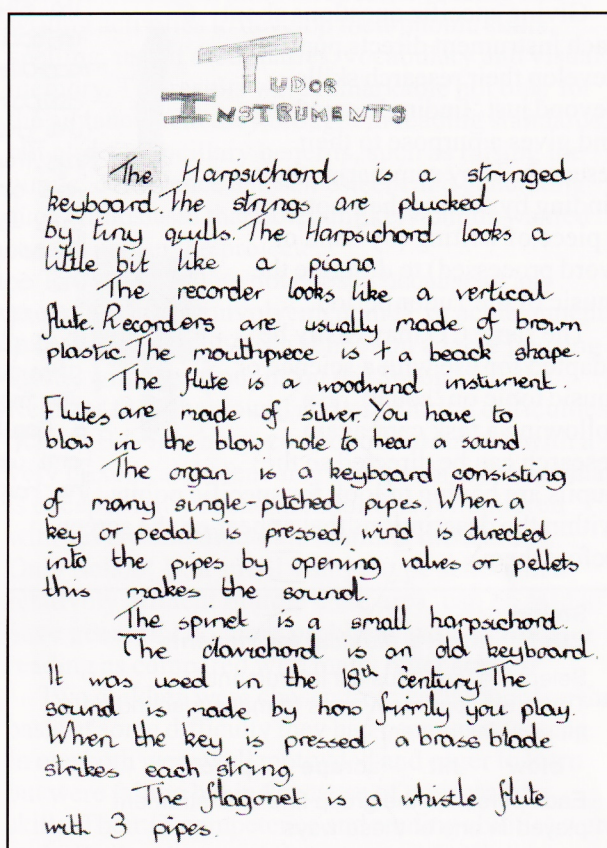 TUDOR
INSTRUMENTS
The Harpsichord is a stringed
keyboard. The strings are plucked
by tiny quills. The Harpsichord looks a
little bit like a piano
The recorder looks like a vertical
flute. Recorders are usually made of brown
plastic. The mouthpiece is + a beack shape.
The flute is a woodwind instument.
Flutes are made of silver. You have to
blow in the blow hole to hear a sound.
The organ is a keyboard consisting
of many single-pitched pipes. When a
key or pedal is pressed, wind is directed
into the pipes by opening valves or pellets
this makes the sound.
The spinet is a small harpsichord.
The clavichord is an old keyboard.
It was used in the 18th century. The
sound is made by how firmly you play.
When the key is pressed a brass blade
strikes each string.
The flagonet is a whistle flute
with 3 pipes.